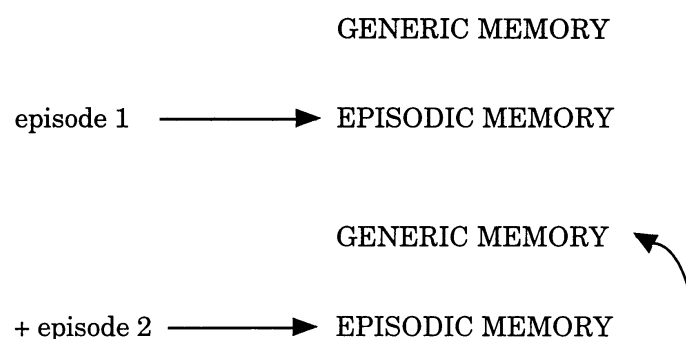 GENERIC MEMORY
episode 1 EPISODIC MEMORY
GENERIC MEMORY
+ episode 2 EPISODIC MEMORY